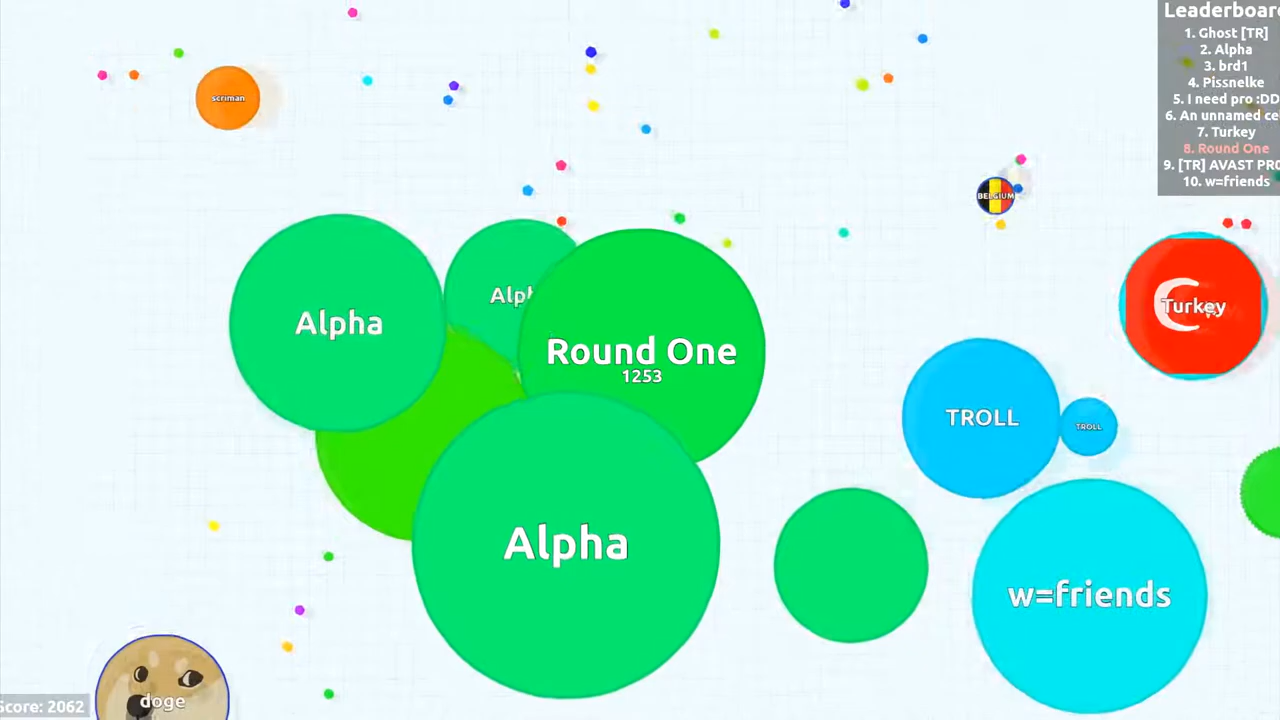 Leaderboar
1. Ghost [TR]
2. Alpha
3. brd1
4. Pissnelke
5. I need pro :DD
6. An unnamed ce
7. Turkey
8. Round One
9. [TR] AVAST PR
10. w=friends
scriman
BELGIUM
Alpha
Alph
Turkey
Round One
1253
TROLL
TROLL
Alpha
w=friends
doge
Score: 2062